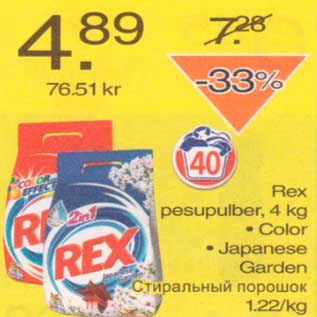 4.89
7.28
76.51 kr
-33%
40
Rex
pesupulber, 4 kg
• Color
• Japanese
Garden
Стиральный порошок
1.22/kg
COLOR
EFFECT
REX
2in1
REX